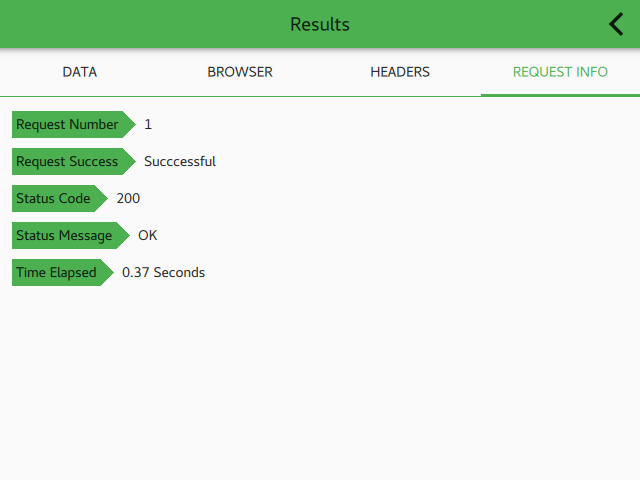 Results
DATA BROWSER HEADERS REQUEST INFO
Request Number 1
Request Success Succcessful
Status Code 200
Status Message OK
Time Elapsed 0.37 Seconds